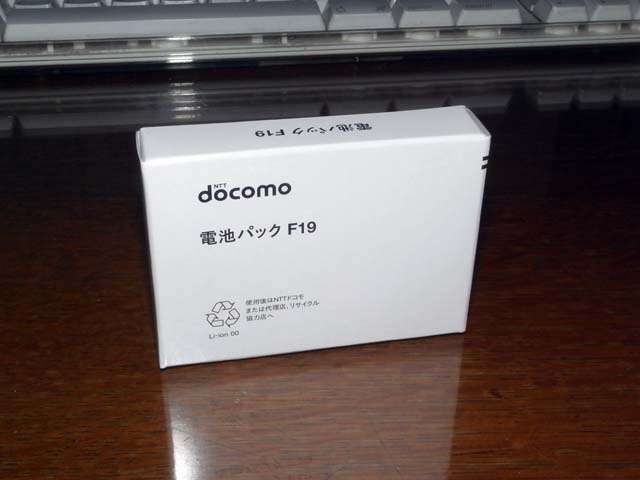 電池パック F19
NTT
docomo
電池パック F19
使用後はNTTドコモ
または代理店、リサイクル
協力店へ
Li-ion 00